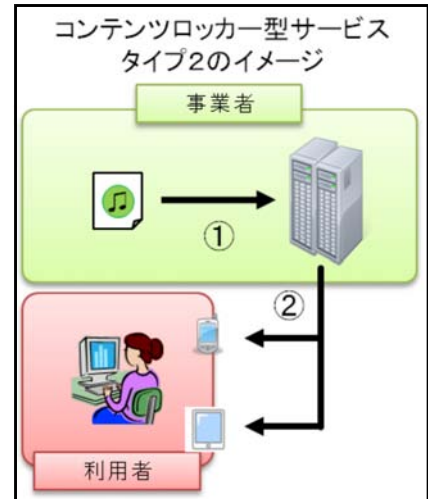 コンテンツロッカー型サービス
タイプ2のイメージ
事業者
①
②
利用者